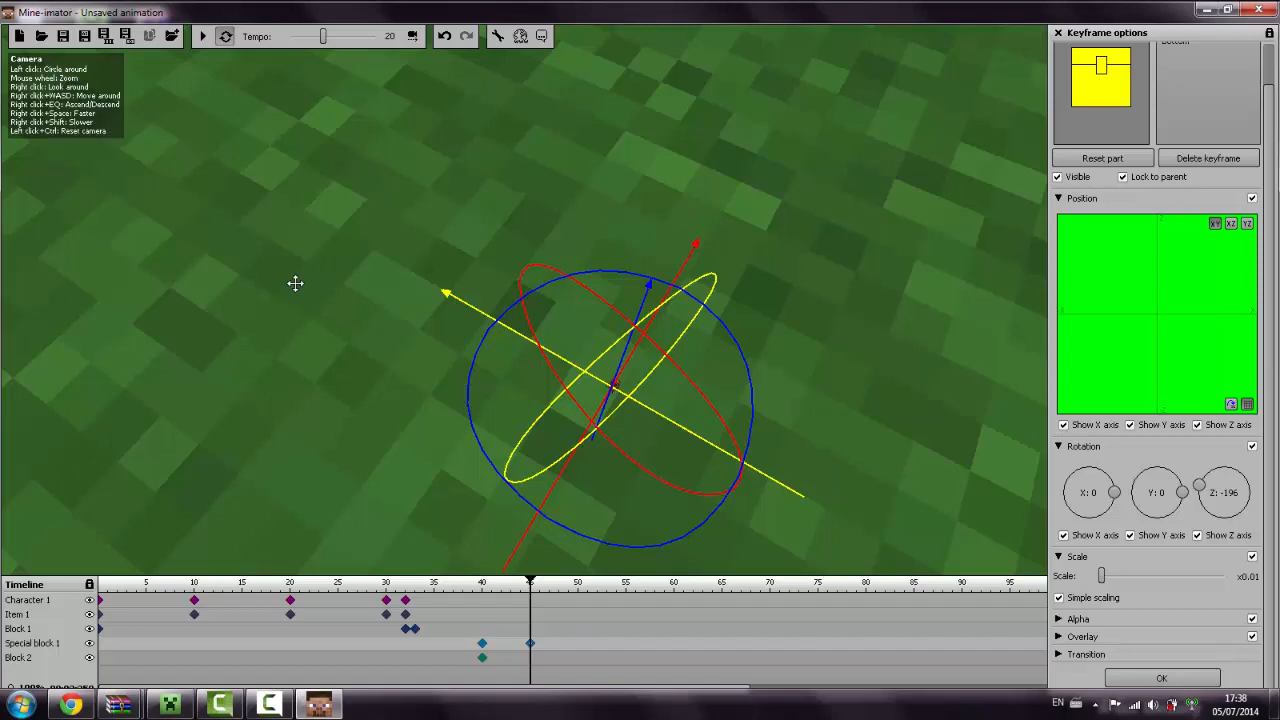 Mine-imator - Unsaved animation
Tempo: 20
Camera
Left click: Circle around
Mouse wheel: Zoom
Right click: Look around
Right click+WASD: Move around
Right click+EQ: Ascend/Descend
Right click+Space: Faster
Right click+Shift: Slower
Left click+Ctrl: Reset camera
Keyframe options
Reset part Delete keyframe
Visible Lock to parent
Position
XY XZ YZ
Show X axis Show Y axis Show Z axis
Rotation
X: 0 Y: 0 Z: -196
Show X axis Show Y axis Show Z axis
Scale
Scale: x0.01
Simple scaling
Alpha
Overlay
Transition
OK
Timeline 5 10 15 20 25 30 35 40 50 55 60 65 70 75 80 85 90 95
Character 1
Item 1
Block 1
Special block 1
Block 2
EN 17:38
05/07/2014